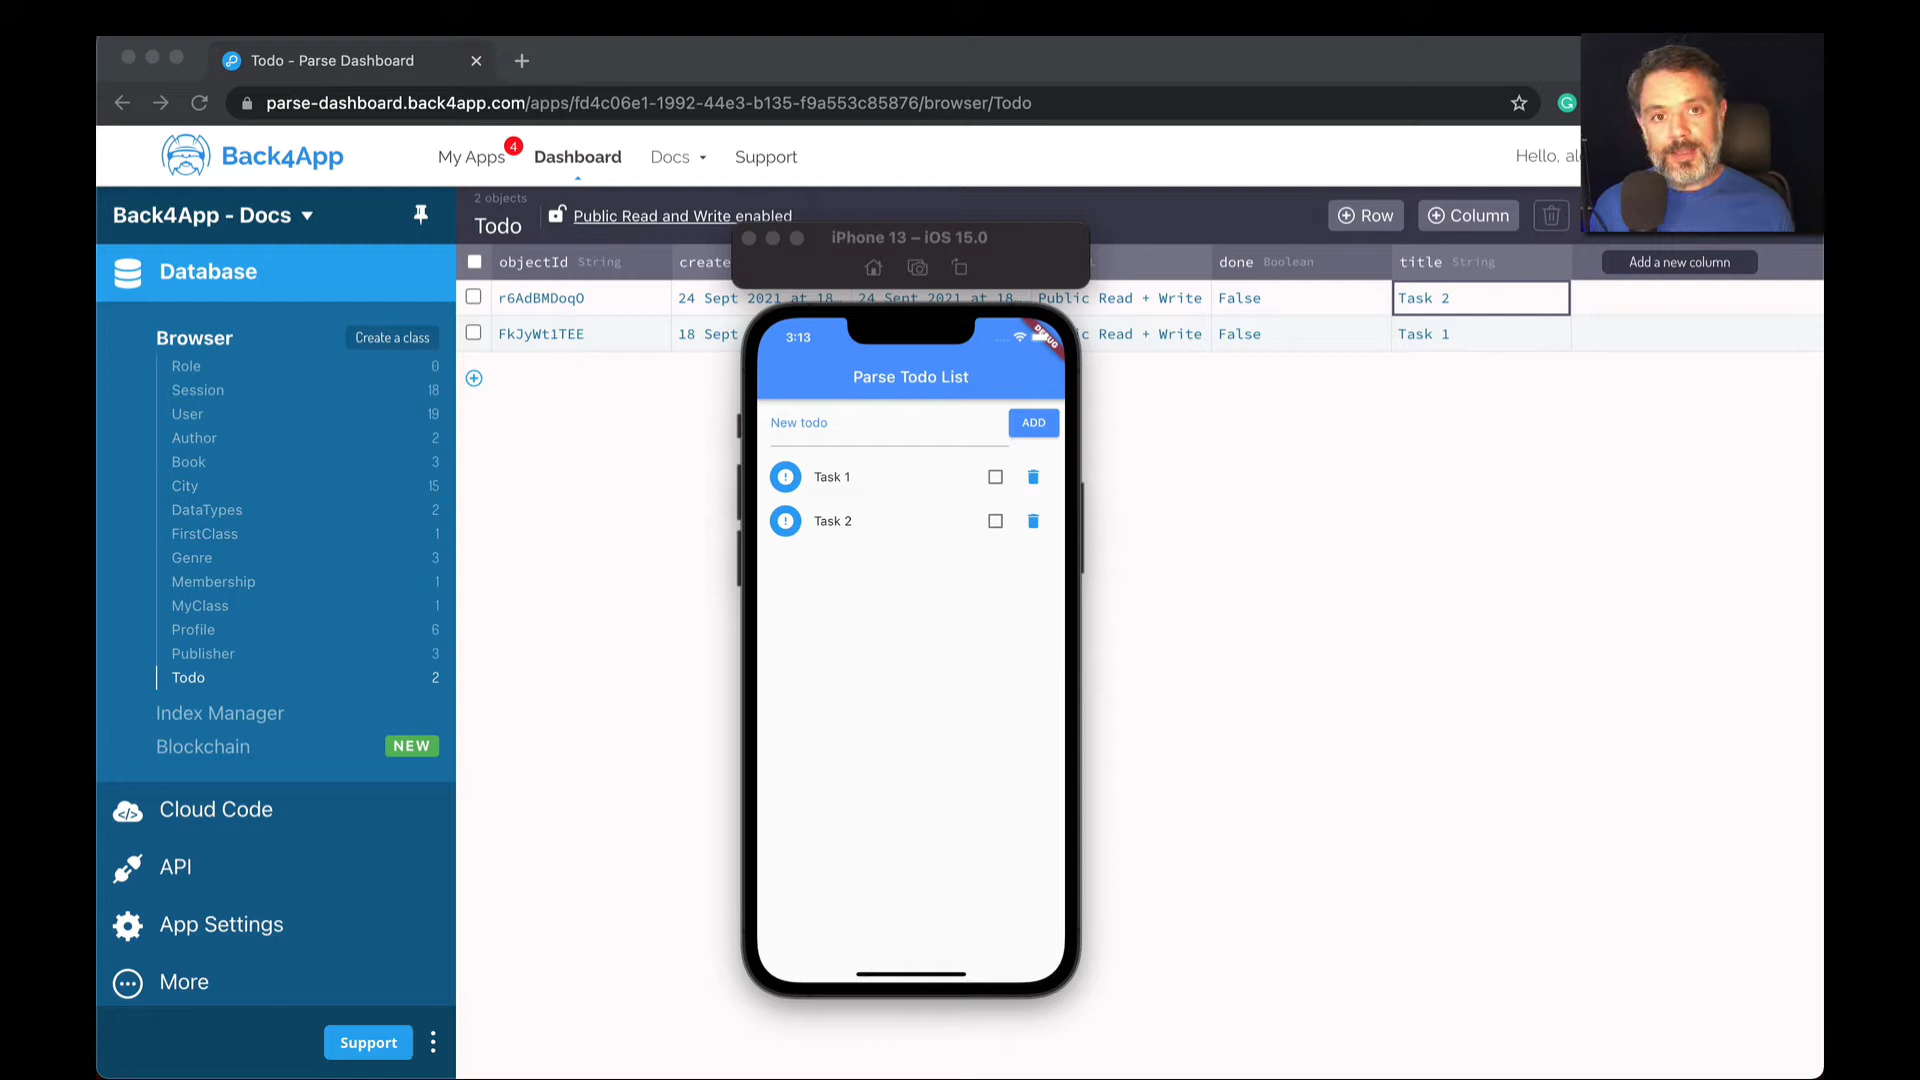 Todo - Parse Dashboard
parse-dashboard.back4app.com/apps/fd4c06e1-1992-44e3-b135-f9a553c85876/browser/Todo
Back4App
My Apps 4
Dashboard
Docs
Support
Hello,
Back4App - Docs
2 objects
Todo
Public Read and Write enabled
Row
Column
iPhone 13 – iOS 15.0
Database
objectId String
done Boolean
title String
Add a new column
r6AdBMDoqO
24 Sept 2021 at 18...
24 Sept 2021 at 18...
Public Read + Write
False
Task 2
FkJyWt1TEE
18 Sept
Read + Write
False
Task 1
Browser
Create a class
Role 0
Session 18
User 19
Author 2
Book 3
City 15
DataTypes 2
FirstClass 1
Genre 3
Membership 1
MyClass 1
Profile 6
Publisher 3
Todo 2
Index Manager
Blockchain NEW
Cloud Code
API
App Settings
More
Support
3:13
DEBUG
Parse Todo List
New todo
ADD
Task 1
Task 2